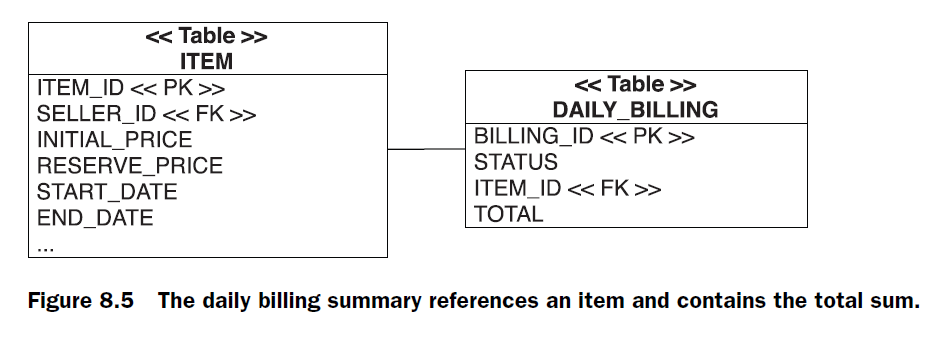 << Table >>
ITEM
ITEM_ID << PK >>
SELLER_ID << FK >>
INITIAL_PRICE
RESERVE_PRICE
START_DATE
END_DATE
...
<< Table >>
DAILY_BILLING
BILLING_ID << PK >>
STATUS
ITEM_ID << FK >>
TOTAL
Figure 8.5 The daily billing summary references an item and contains the total sum.